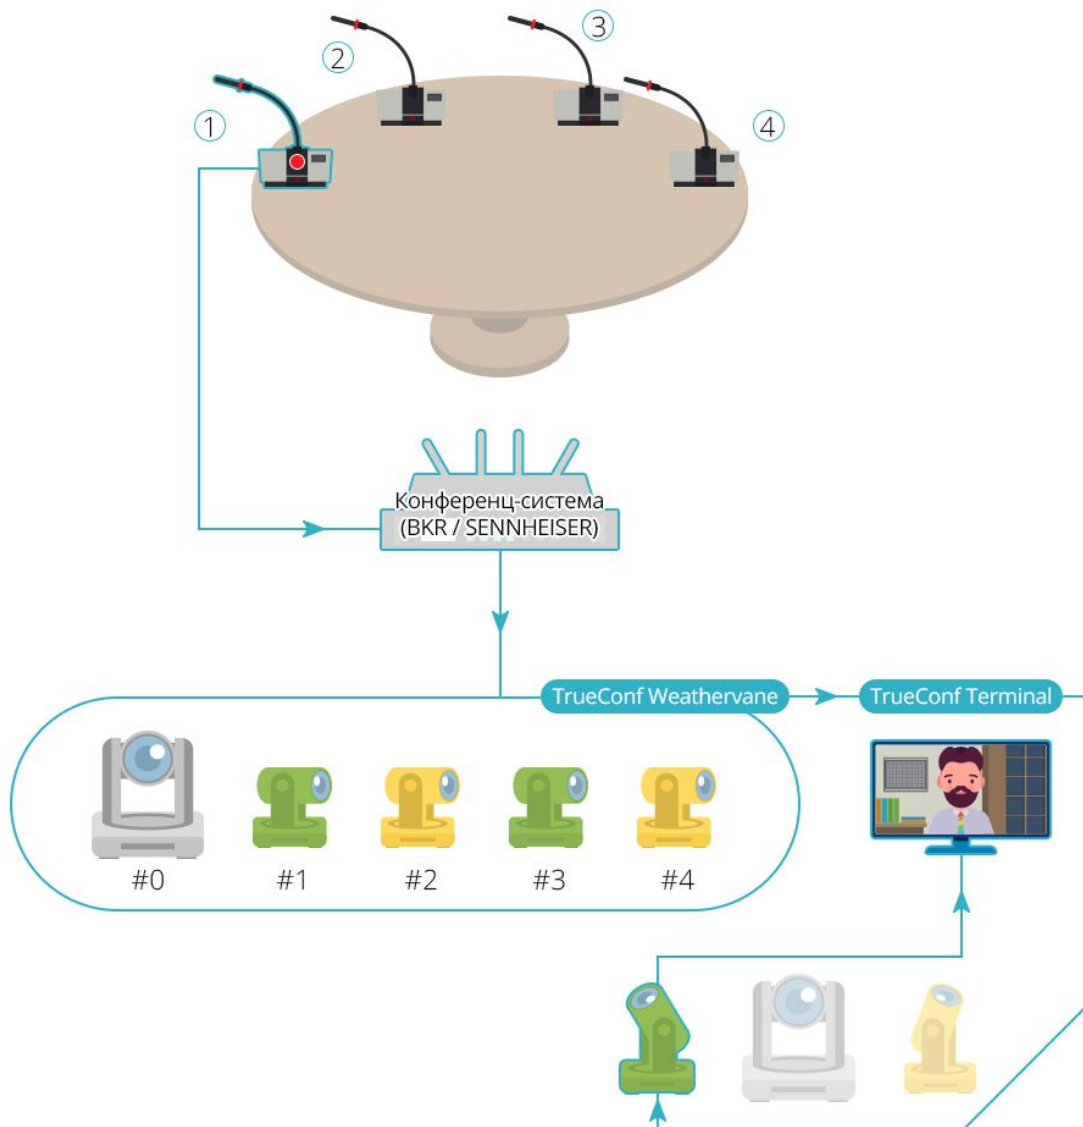 2
3
1
4
Конференц-система
(BKR / SENNHEISER)
TrueConf Weathervane
TrueConf Terminal
#0
#1
#2
#3
#4